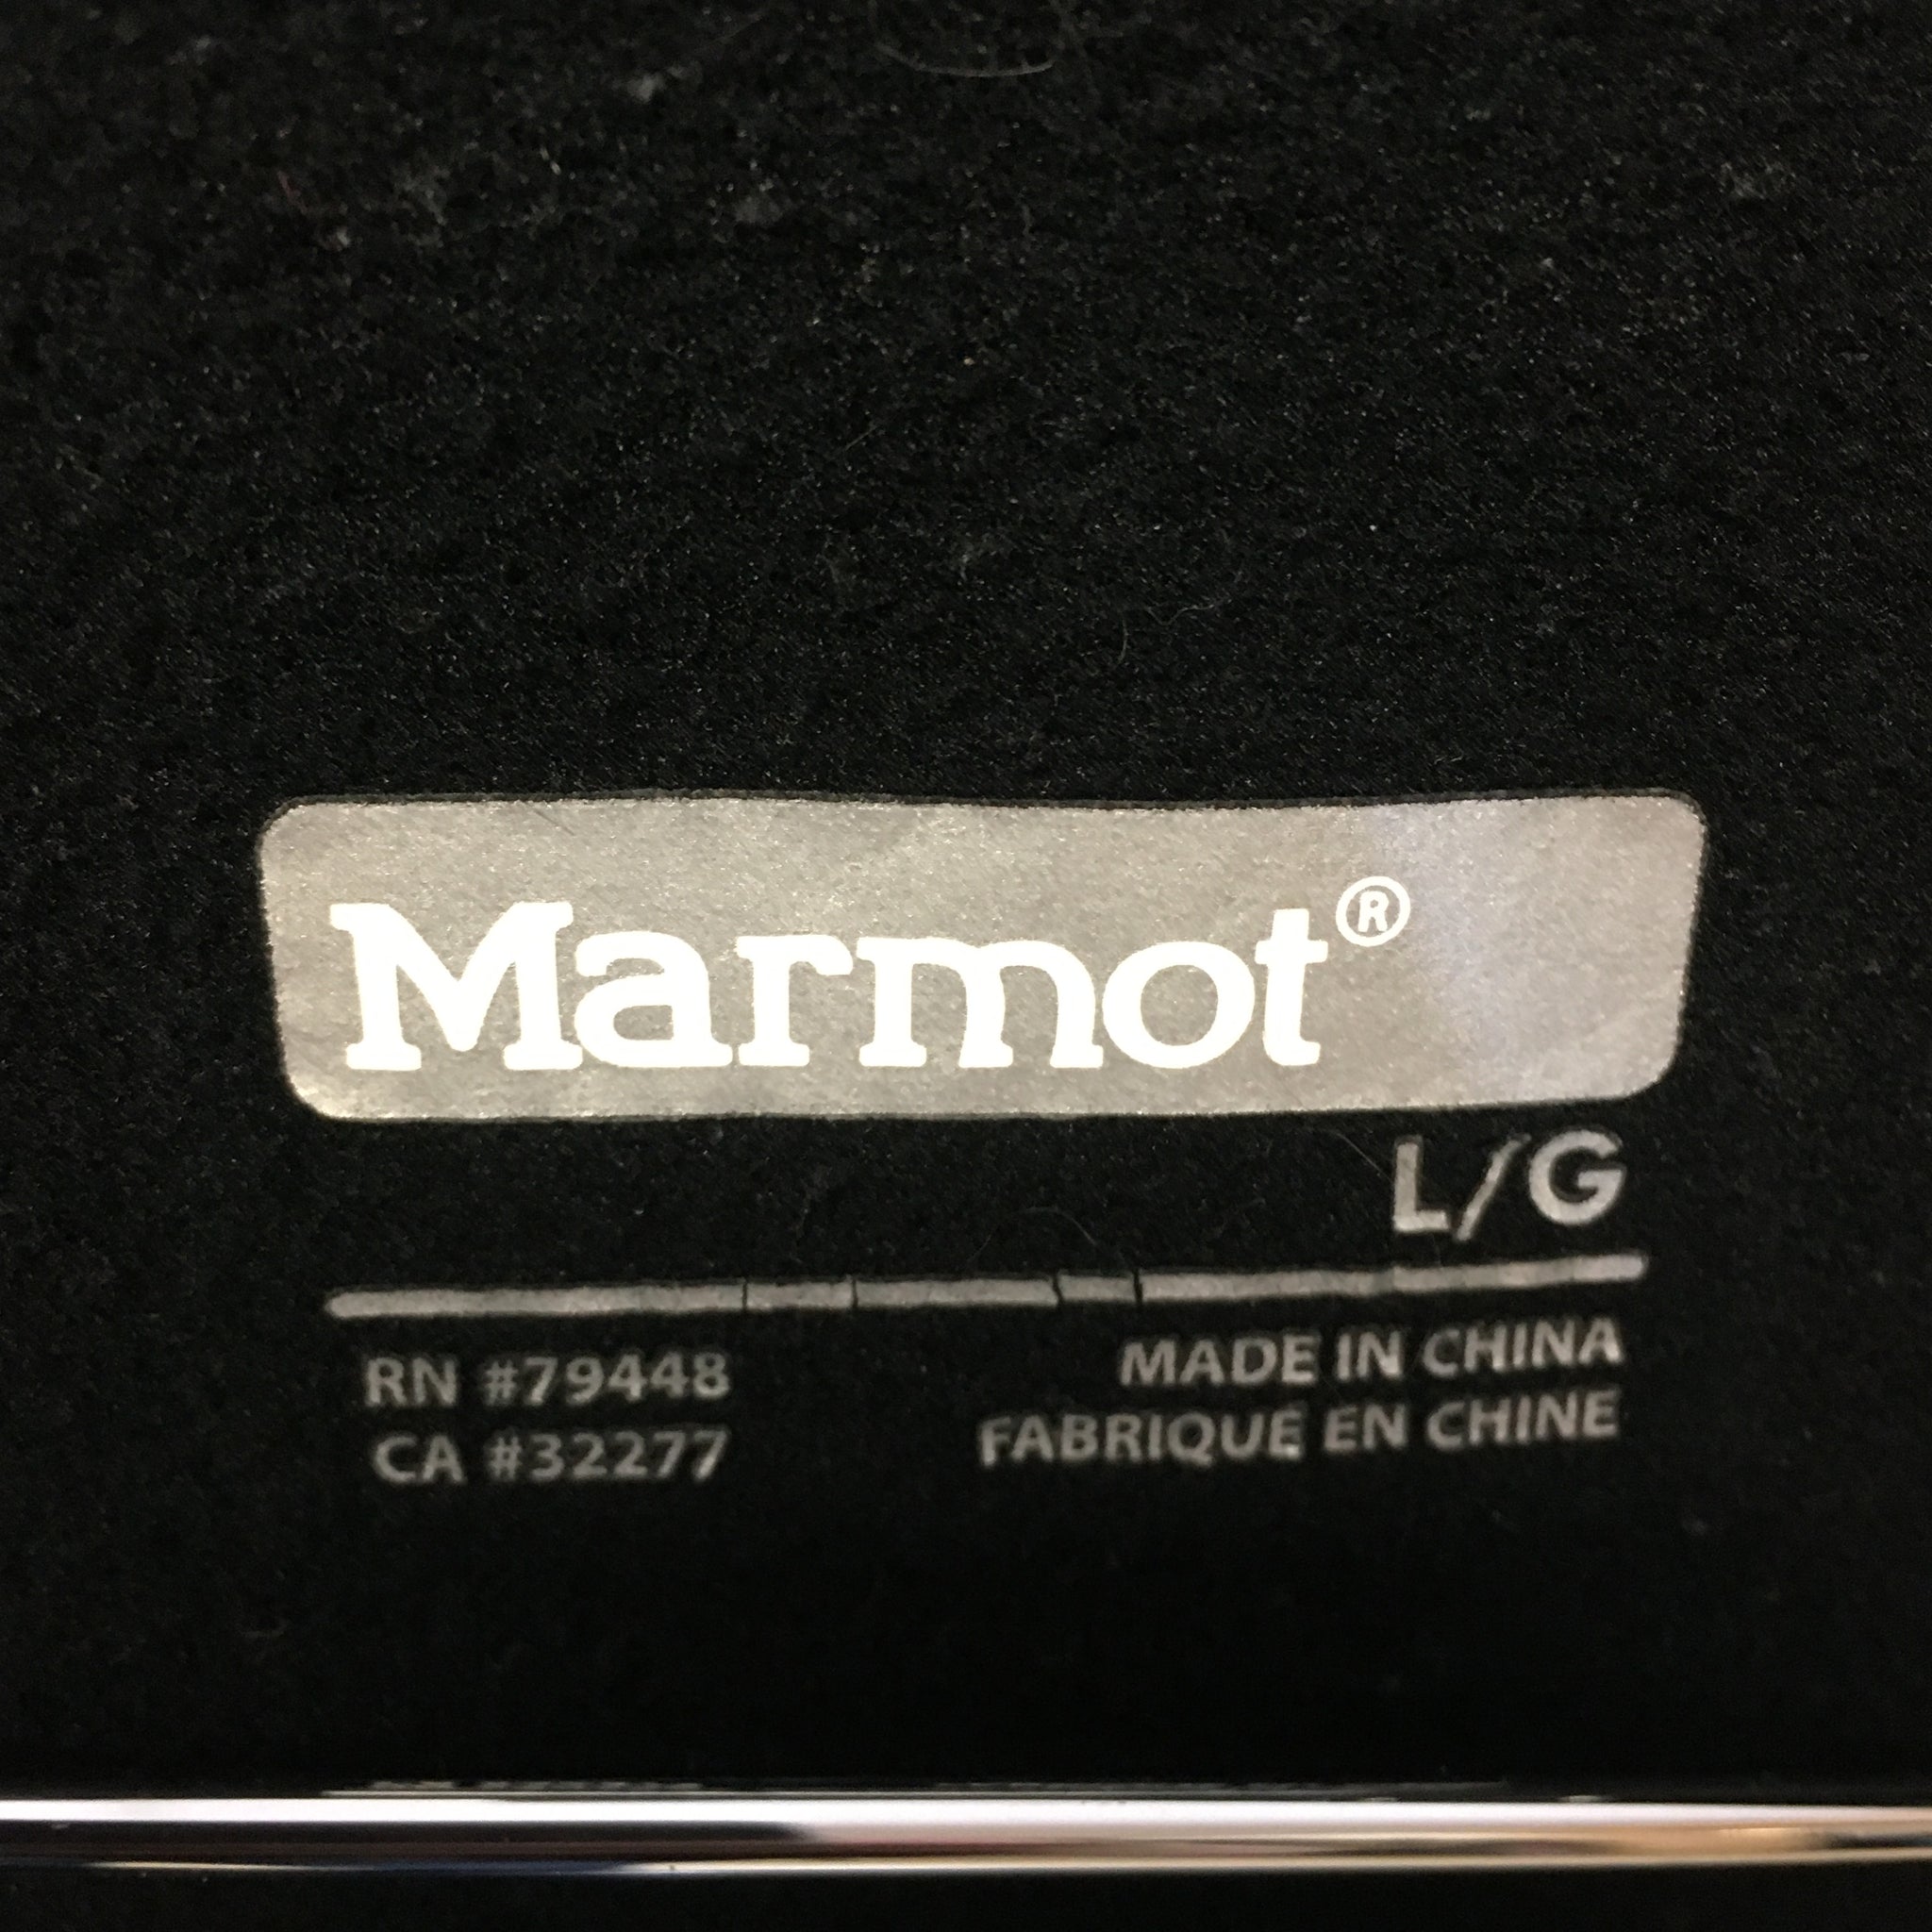 Marmot®
L/G
RN #79448
CA #32277
MADE IN CHINA
FABRIQUE EN CHINE